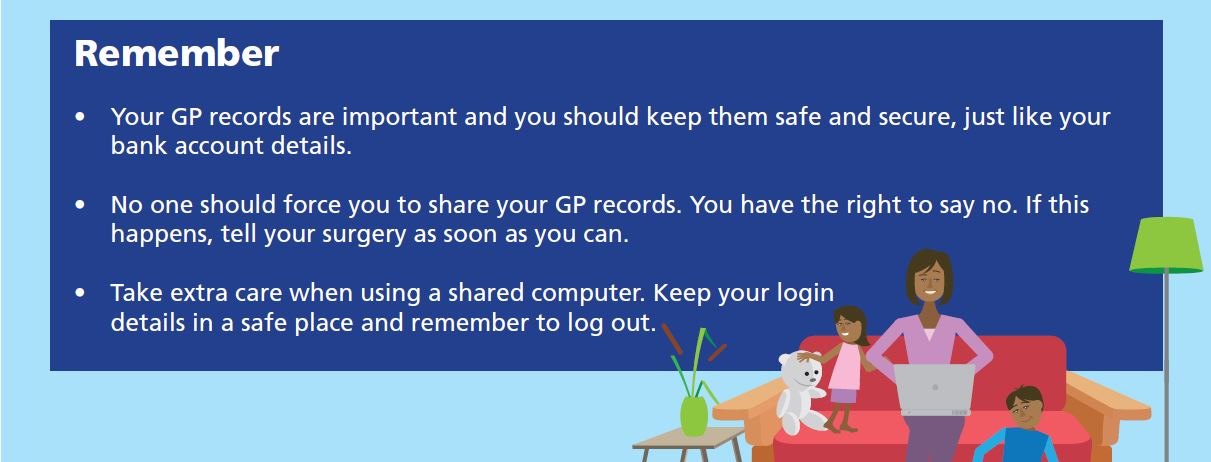 Remember
• Your GP records are important and you should keep them safe and secure, just like your
bank account details.
• No one should force you to share your GP records. You have the right to say no. If this
happens, tell your surgery as soon as you can.
• Take extra care when using a shared computer. Keep your login
details in a safe place and remember to log out.